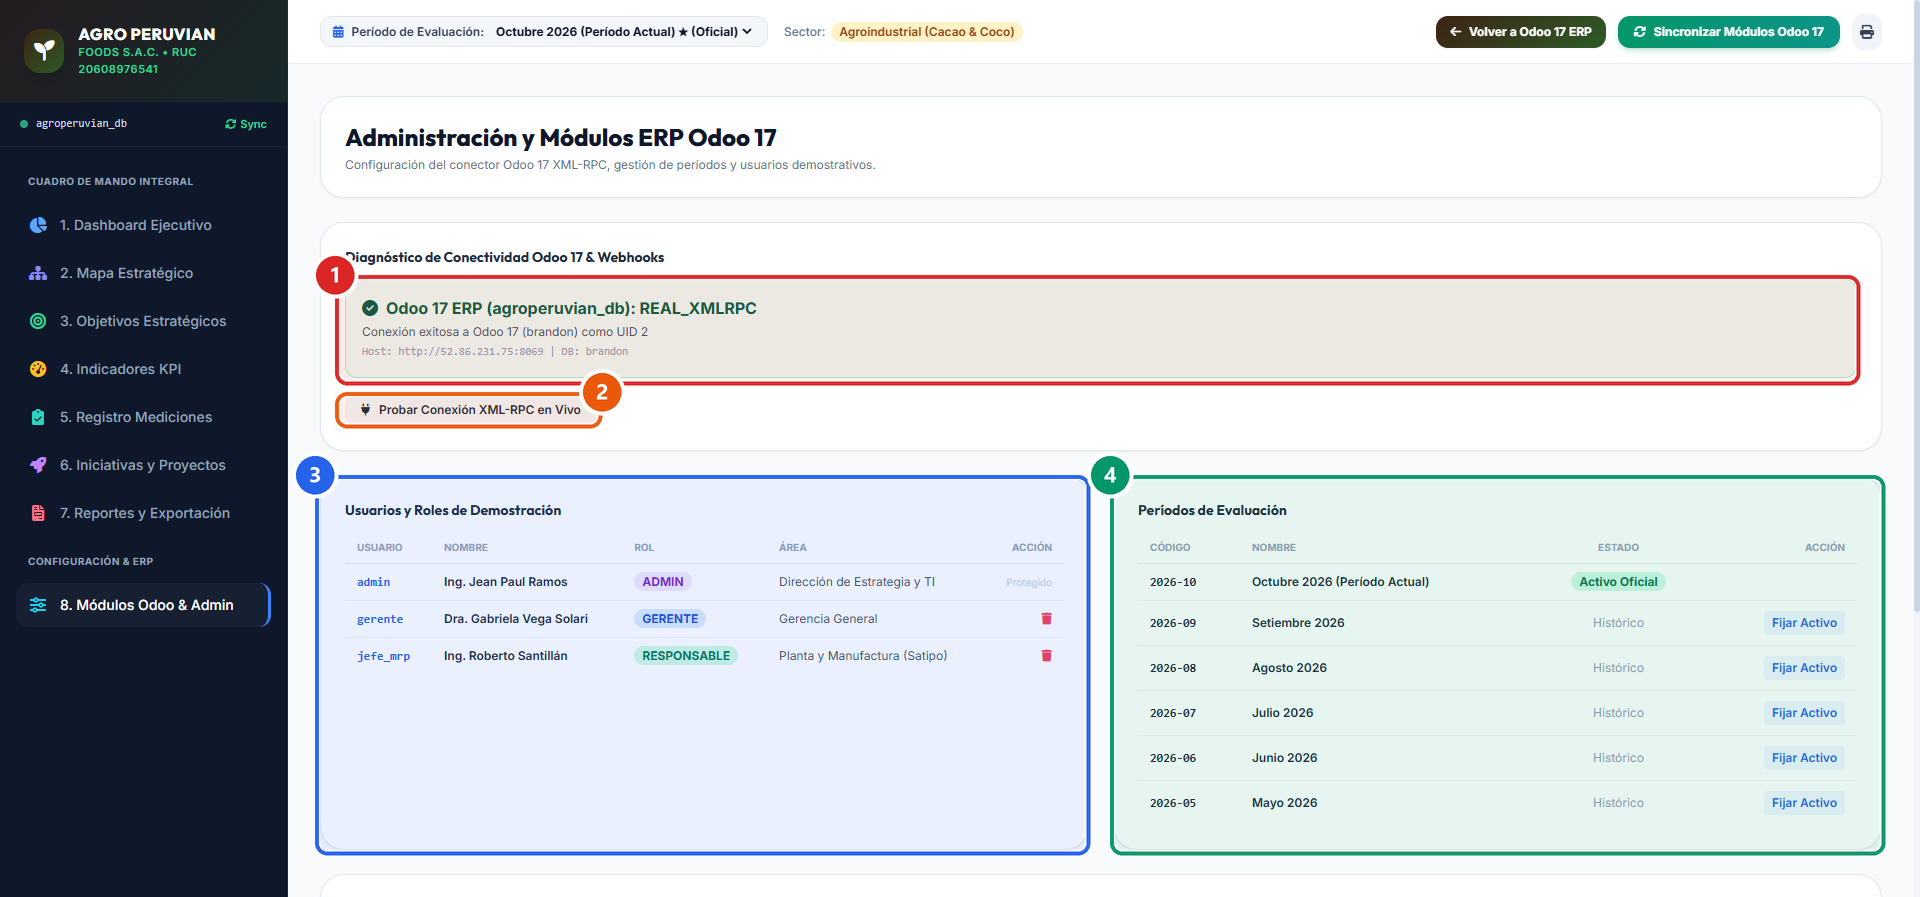 AGRO PERUVIAN
FOODS S.A.C. • RUC
20608976541
agroperuvian_db
Sync
CUADRO DE MANDO INTEGRAL
1. Dashboard Ejecutivo
2. Mapa Estratégico
3. Objetivos Estratégicos
4. Indicadores KPI
5. Registro Mediciones
6. Iniciativas y Proyectos
7. Reportes y Exportación
CONFIGURACIÓN & ERP
8. Módulos Odoo & Admin
Período de Evaluación: Octubre 2026 (Período Actual) ★ (Oficial)
Sector: Agroindustrial (Cacao & Coco)
Volver a Odoo 17 ERP
Sincronizar Módulos Odoo 17
Administración y Módulos ERP Odoo 17
Configuración del conector Odoo 17 XML-RPC, gestión de períodos y usuarios demostrativos.
Diagnóstico de Conectividad Odoo 17 & Webhooks
1
Odoo 17 ERP (agroperuvian_db): REAL_XMLRPC
Conexión exitosa a Odoo 17 (brandon) como UID 2
Host: http://52.86.231.75:8069 | DB: brandon
2
Probar Conexión XML-RPC en Vivo
3
Usuarios y Roles de Demostración
USUARIO NOMBRE ROL ÁREA ACCIÓN
admin Ing. Jean Paul Ramos ADMIN Dirección de Estrategia y TI Protegido
gerente Dra. Gabriela Vega Solari GERENTE Gerencia General
jefe_mrp Ing. Roberto Santillán RESPONSABLE Planta y Manufactura (Satipo)
4
Períodos de Evaluación
CÓDIGO NOMBRE ESTADO ACCIÓN
2026-10 Octubre 2026 (Período Actual) Activo Oficial
2026-09 Setiembre 2026 Histórico Fijar Activo
2026-08 Agosto 2026 Histórico Fijar Activo
2026-07 Julio 2026 Histórico Fijar Activo
2026-06 Junio 2026 Histórico Fijar Activo
2026-05 Mayo 2026 Histórico Fijar Activo